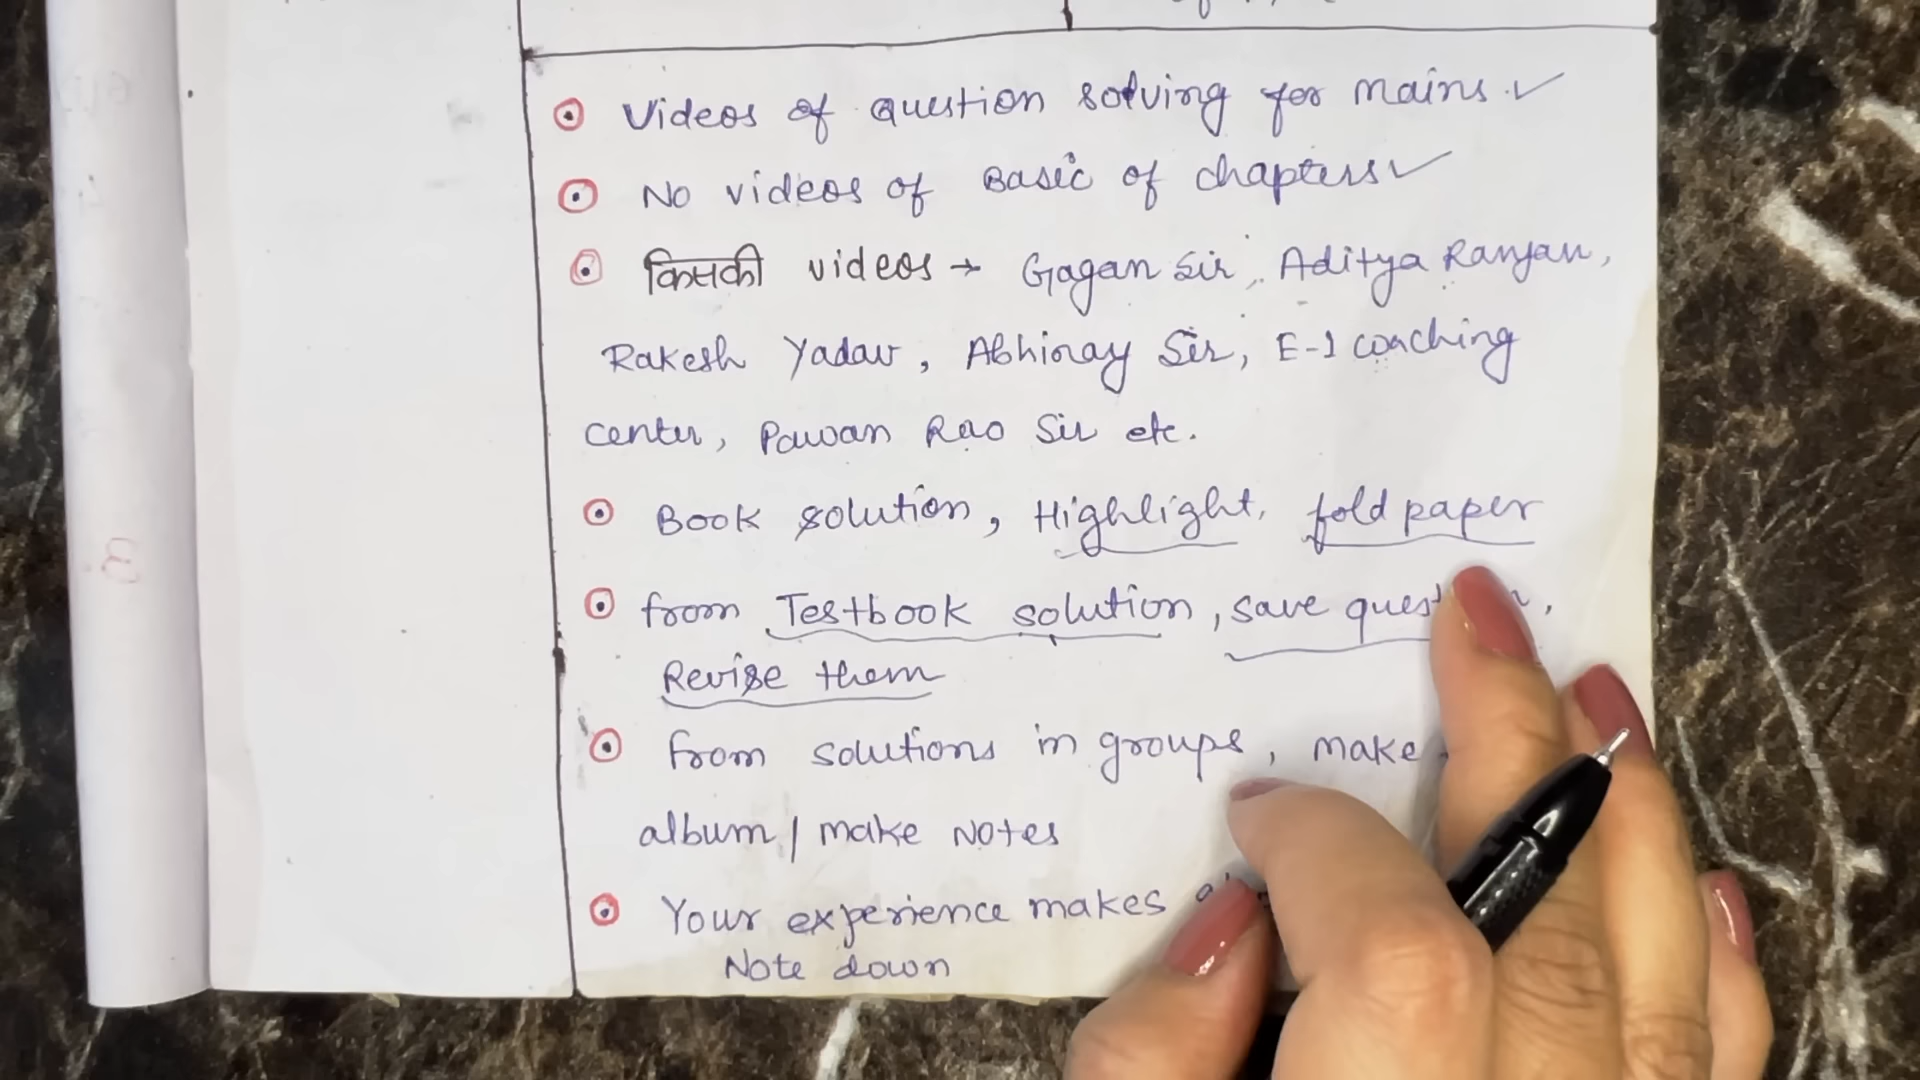 Videos of question solving for mains.
No videos of Basic of chapters
किसकी videos → Gagan Sir, Aditya Ranjan,
Rakesh Yadav, Abhinay Sir, E-1 coaching
center, Pawan Rao Sir etc.
Book solution, Highlight, fold paper
from Testbook solution, save
Revise them
from solutions in groups, make
album / make Notes
Your experience makes
Note down